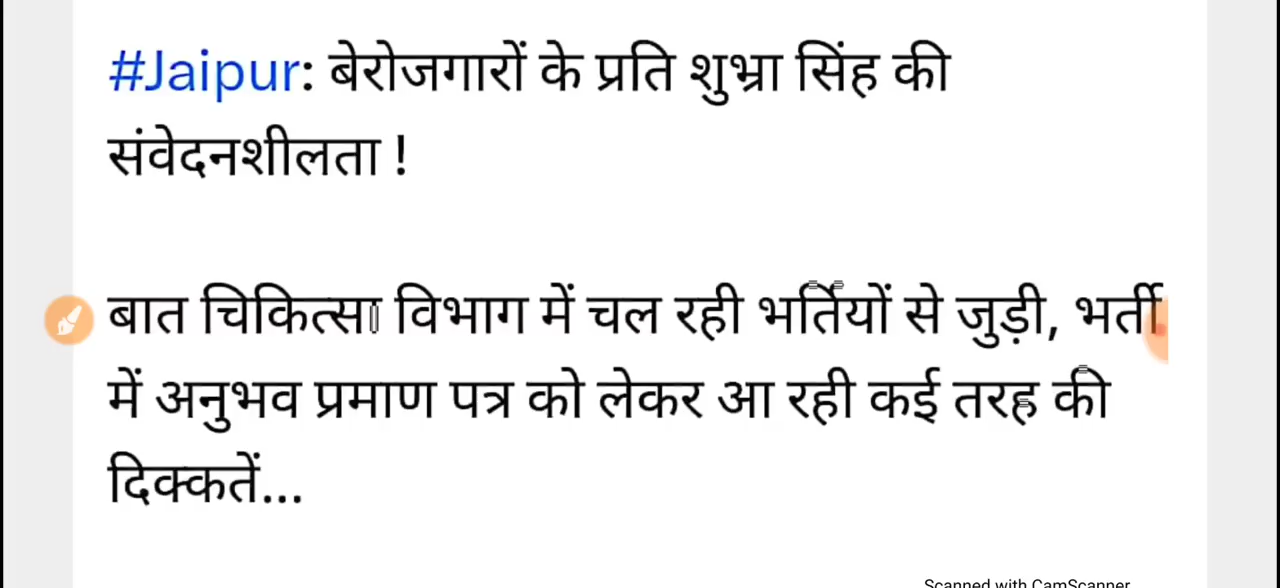 #Jaipur: बेरोजगारों के प्रति शुभ्रा सिंह की
संवेदनशीलता !
बात चिकित्सा विभाग में चल रही भर्तियों से जुड़ी, भर्ती
में अनुभव प्रमाण पत्र को लेकर आ रही कई तरह की
दिक्कतें...
Scanned with CamScanner